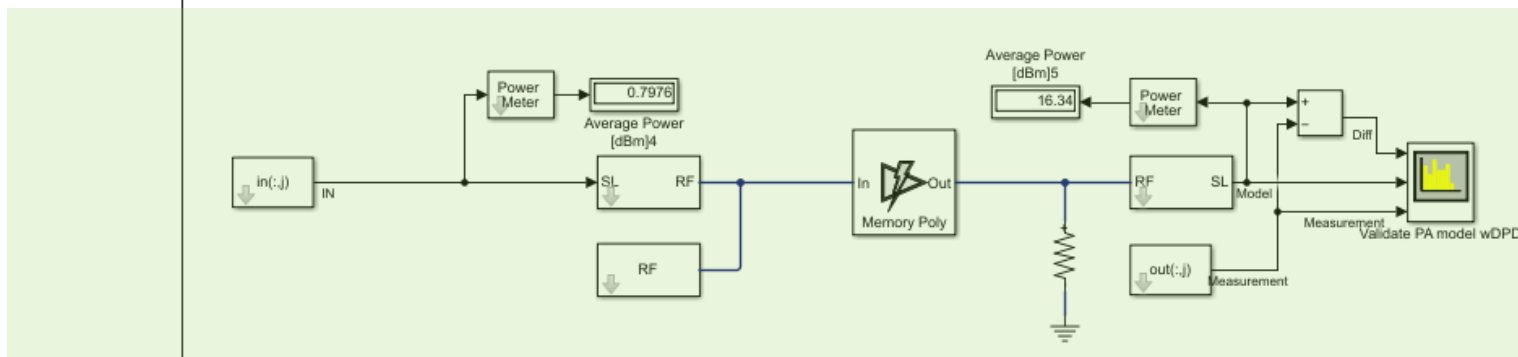 in(:,j)
IN
Power
Meter
0.7976
Average Power
[dBm]4
SL RF
RF
In Out
Memory Poly
Average Power
[dBm]5
16.34
Power
Meter
+
−
Diff
RF SL
Model
+
out(:,j)
Measurement
Measurement
Validate PA model wDPD